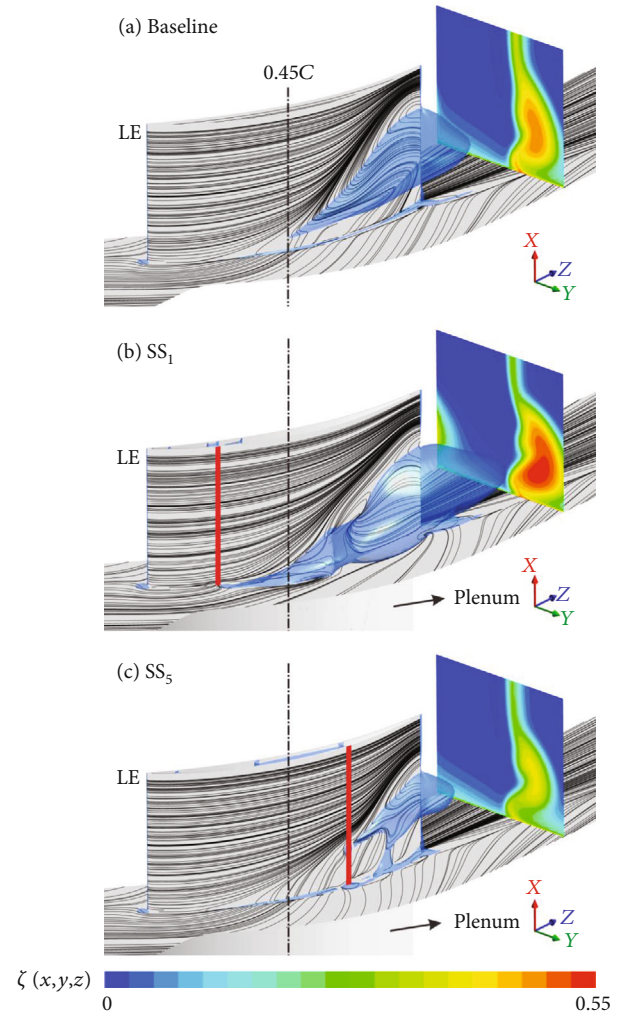 (a) Baseline
0.45C
LE
X
Z
Y
(b) SS₁
LE
X
Plenum
Z
Y
(c) SS₅
LE
X
Plenum
Z
Y
ζ (x,y,z)
0 0.55